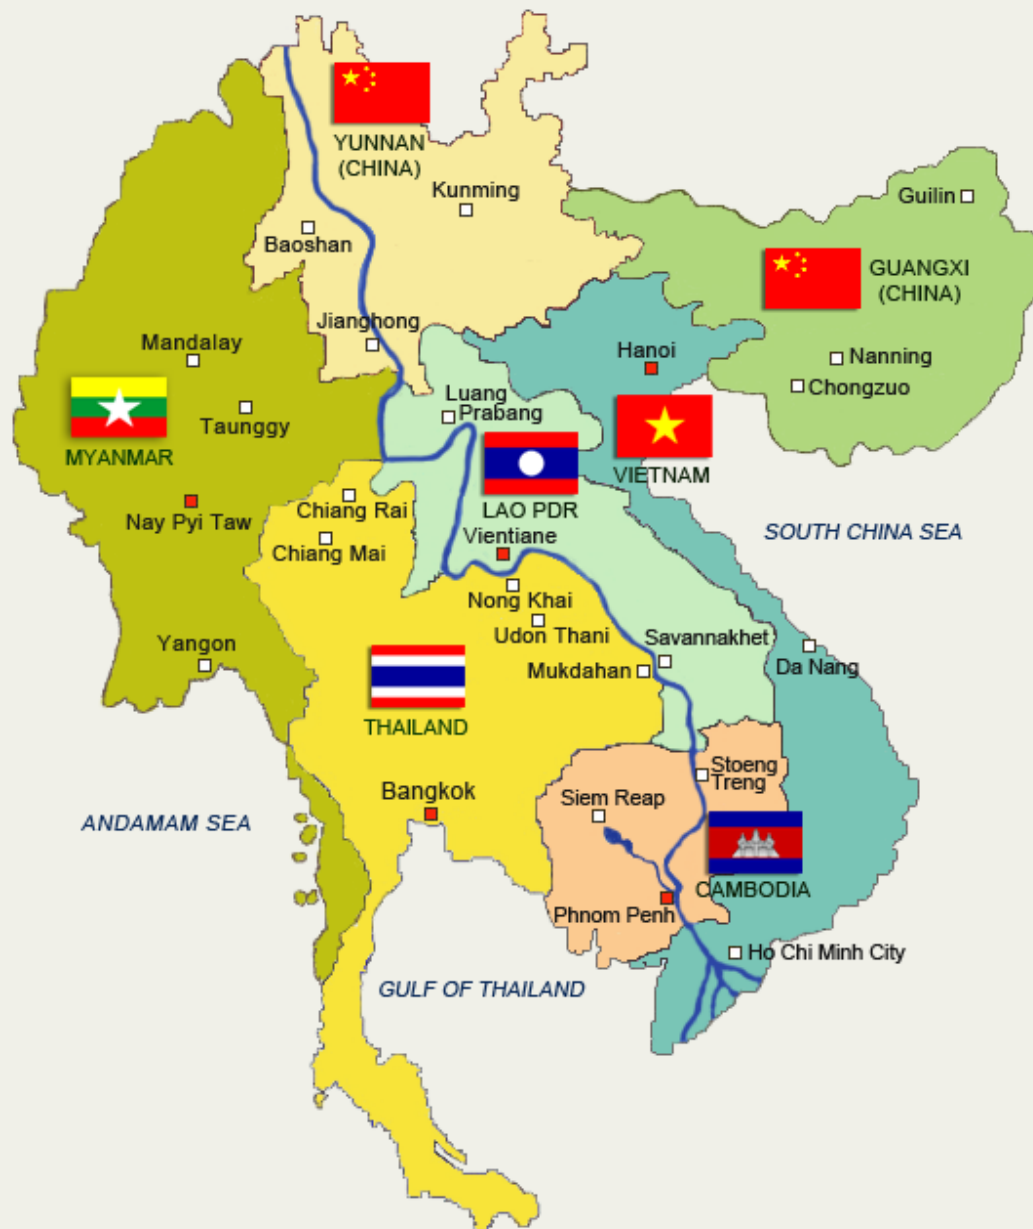 YUNNAN
(CHINA)
Kunming
Guilin
Baoshan
GUANGXI
(CHINA)
Jianghong
Mandalay
Hanoi
Nanning
Chongzuo
Luang
Prabang
Taunggy
MYANMAR
VIETNAM
Nay Pyi Taw
Chiang Rai
LAO PDR
Vientiane
SOUTH CHINA SEA
Chiang Mai
Nong Khai
Udon Thani
Yangon
Savannakhet
Mukdahan
Da Nang
THAILAND
Stoeng
Treng
Bangkok
Siem Reap
ANDAMAM SEA
CAMBODIA
Phnom Penh
Ho Chi Minh City
GULF OF THAILAND